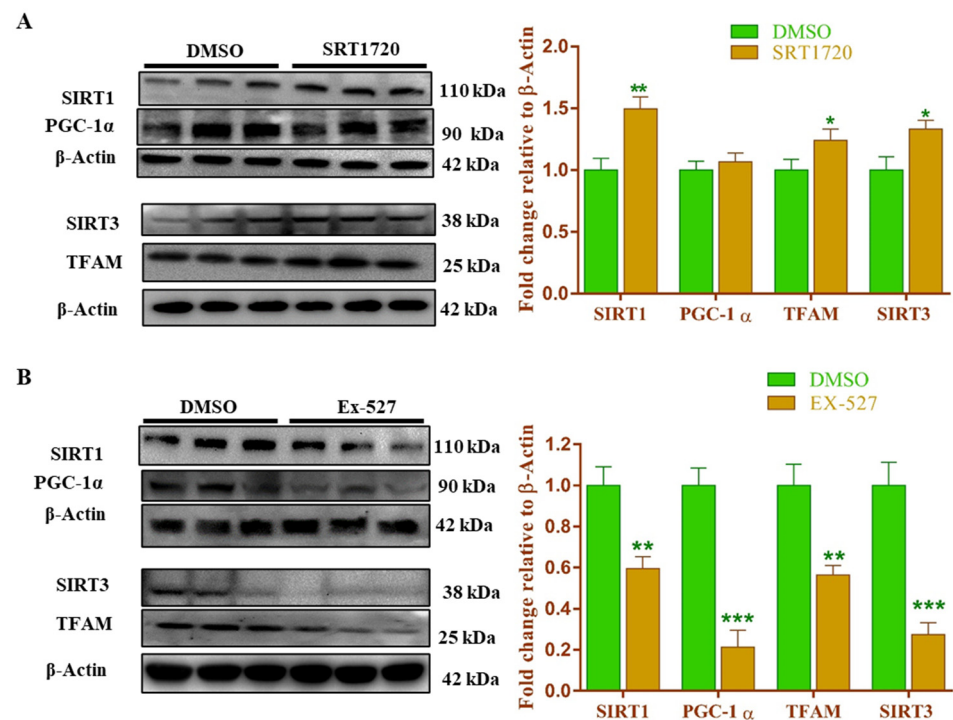 A
DMSO SRT1720
SIRT1 110 kDa
PGC-1α 90 kDa
β-Actin 42 kDa
SIRT3 38 kDa
TFAM 25 kDa
β-Actin 42 kDa
DMSO
SRT1720
Fold change relative to β-Actin
2.0
1.5
1.0
0.5
0.0
** * *
SIRT1 PGC-1 α TFAM SIRT3
B
DMSO Ex-527
SIRT1 110 kDa
PGC-1α 90 kDa
β-Actin 42 kDa
SIRT3 38 kDa
TFAM 25 kDa
β-Actin 42 kDa
DMSO
EX-527
Fold change relative to β-Actin
1.2
1.0
0.8
0.6
0.4
0.2
0.0
** *** ** ***
SIRT1 PGC-1 α TFAM SIRT3